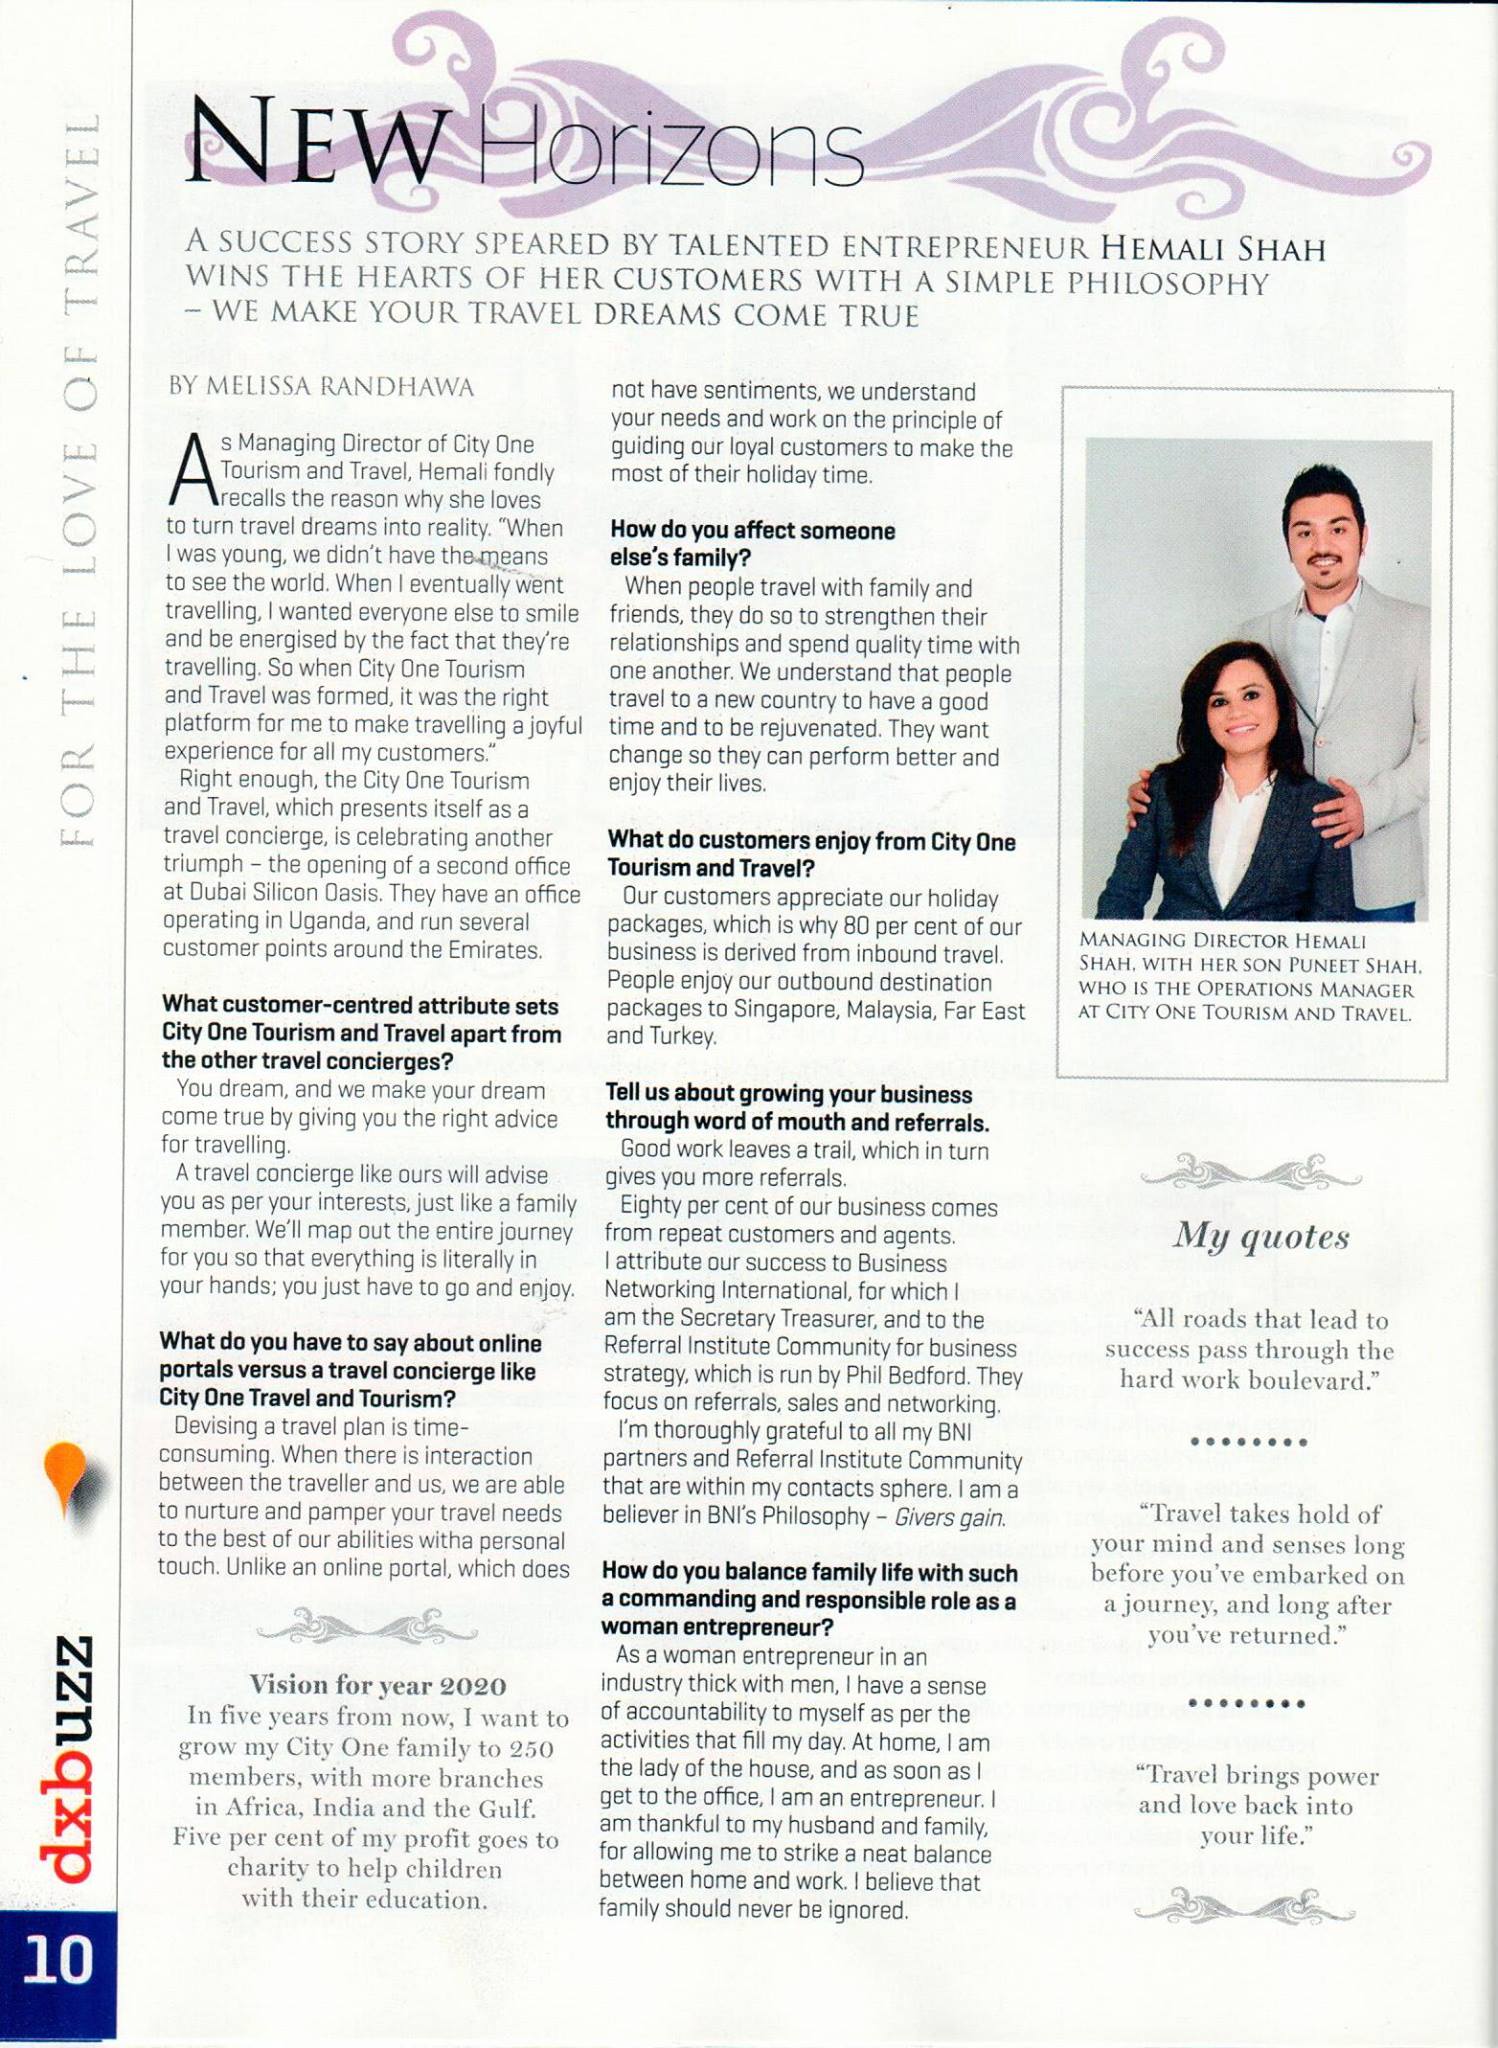 FOR THE LOVE OF TRAVEL
NEW Horizons
A SUCCESS STORY SPEARED BY TALENTED ENTREPRENEUR HEMALI SHAH
WINS THE HEARTS OF HER CUSTOMERS WITH A SIMPLE PHILOSOPHY
– WE MAKE YOUR TRAVEL DREAMS COME TRUE
BY MELISSA RANDHAWA
As Managing Director of City One
Tourism and Travel, Hemali fondly
recalls the reason why she loves
to turn travel dreams into reality. “When
I was young, we didn’t have the means
to see the world. When I eventually went
travelling, I wanted everyone else to smile
and be energised by the fact that they’re
travelling. So when City One Tourism
and Travel was formed, it was the right
platform for me to make travelling a joyful
experience for all my customers.”
Right enough, the City One Tourism
and Travel, which presents itself as a
travel concierge, is celebrating another
triumph – the opening of a second office
at Dubai Silicon Oasis. They have an office
operating in Uganda, and run several
customer points around the Emirates.
What customer-centred attribute sets
City One Tourism and Travel apart from
the other travel concierges?
You dream, and we make your dream
come true by giving you the right advice
for travelling.
A travel concierge like ours will advise
you as per your interests, just like a family
member. We’ll map out the entire journey
for you so that everything is literally in
your hands; you just have to go and enjoy.
What do you have to say about online
portals versus a travel concierge like
City One Travel and Tourism?
Devising a travel plan is time-
consuming. When there is interaction
between the traveller and us, we are able
to nurture and pamper your travel needs
to the best of our abilities witha personal
touch. Unlike an online portal, which does
Vision for year 2020
In five years from now, I want to
grow my City One family to 250
members, with more branches
in Africa, India and the Gulf.
Five per cent of my profit goes to
charity to help children
with their education.
not have sentiments, we understand
your needs and work on the principle of
guiding our loyal customers to make the
most of their holiday time.
How do you affect someone
else’s family?
When people travel with family and
friends, they do so to strengthen their
relationships and spend quality time with
one another. We understand that people
travel to a new country to have a good
time and to be rejuvenated. They want
change so they can perform better and
enjoy their lives.
What do customers enjoy from City One
Tourism and Travel?
Our customers appreciate our holiday
packages, which is why 80 per cent of our
business is derived from inbound travel.
People enjoy our outbound destination
packages to Singapore, Malaysia, Far East
and Turkey.
Tell us about growing your business
through word of mouth and referrals.
Good work leaves a trail, which in turn
gives you more referrals.
Eighty per cent of our business comes
from repeat customers and agents.
I attribute our success to Business
Networking International, for which I
am the Secretary Treasurer, and to the
Referral Institute Community for business
strategy, which is run by Phil Bedford. They
focus on referrals, sales and networking.
I’m thoroughly grateful to all my BNI
partners and Referral Institute Community
that are within my contacts sphere. I am a
believer in BNI’s Philosophy – Givers gain.
How do you balance family life with such
a commanding and responsible role as a
woman entrepreneur?
As a woman entrepreneur in an
industry thick with men, I have a sense
of accountability to myself as per the
activities that fill my day. At home, I am
the lady of the house, and as soon as I
get to the office, I am an entrepreneur. I
am thankful to my husband and family,
for allowing me to strike a neat balance
between home and work. I believe that
family should never be ignored.
MANAGING DIRECTOR HEMALI
SHAH, WITH HER SON PUNEET SHAH,
WHO IS THE OPERATIONS MANAGER
AT CITY ONE TOURISM AND TRAVEL.
My quotes
“All roads that lead to
success pass through the
hard work boulevard.”
“Travel takes hold of
your mind and senses long
before you’ve embarked on
a journey, and long after
you’ve returned.”
“Travel brings power
and love back into
your life.”
dxbuzz
10